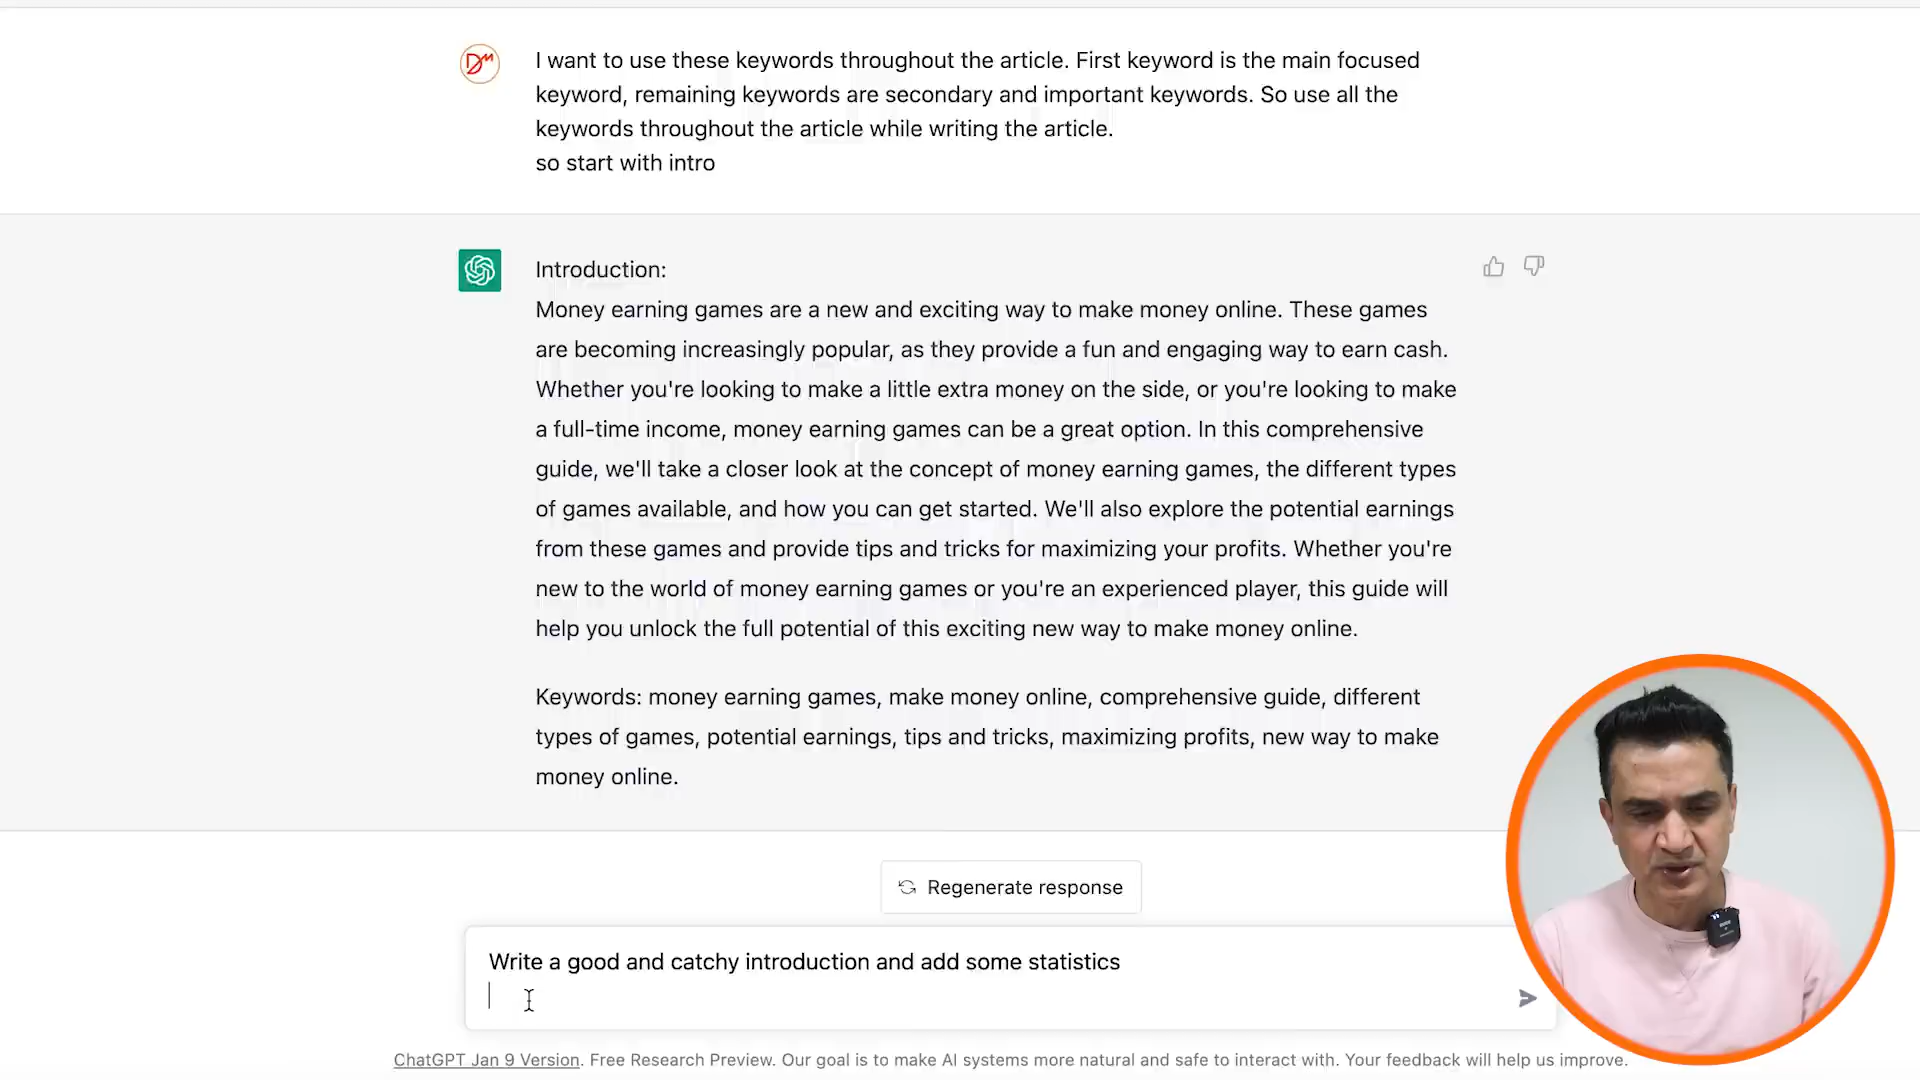 I want to use these keywords throughout the article. First keyword is the main focused
keyword, remaining keywords are secondary and important keywords. So use all the
keywords throughout the article while writing the article.
so start with intro
Introduction:
Money earning games are a new and exciting way to make money online. These games
are becoming increasingly popular, as they provide a fun and engaging way to earn cash.
Whether you're looking to make a little extra money on the side, or you're looking to make
a full-time income, money earning games can be a great option. In this comprehensive
guide, we'll take a closer look at the concept of money earning games, the different types
of games available, and how you can get started. We'll also explore the potential earnings
from these games and provide tips and tricks for maximizing your profits. Whether you're
new to the world of money earning games or you're an experienced player, this guide will
help you unlock the full potential of this exciting new way to make money online.
Keywords: money earning games, make money online, comprehensive guide, different
types of games, potential earnings, tips and tricks, maximizing profits, new way to make
money online.
Regenerate response
Write a good and catchy introduction and add some statistics
ChatGPT Jan 9 Version. Free Research Preview. Our goal is to make AI systems more natural and safe to interact with. Your feedback will help us improve.